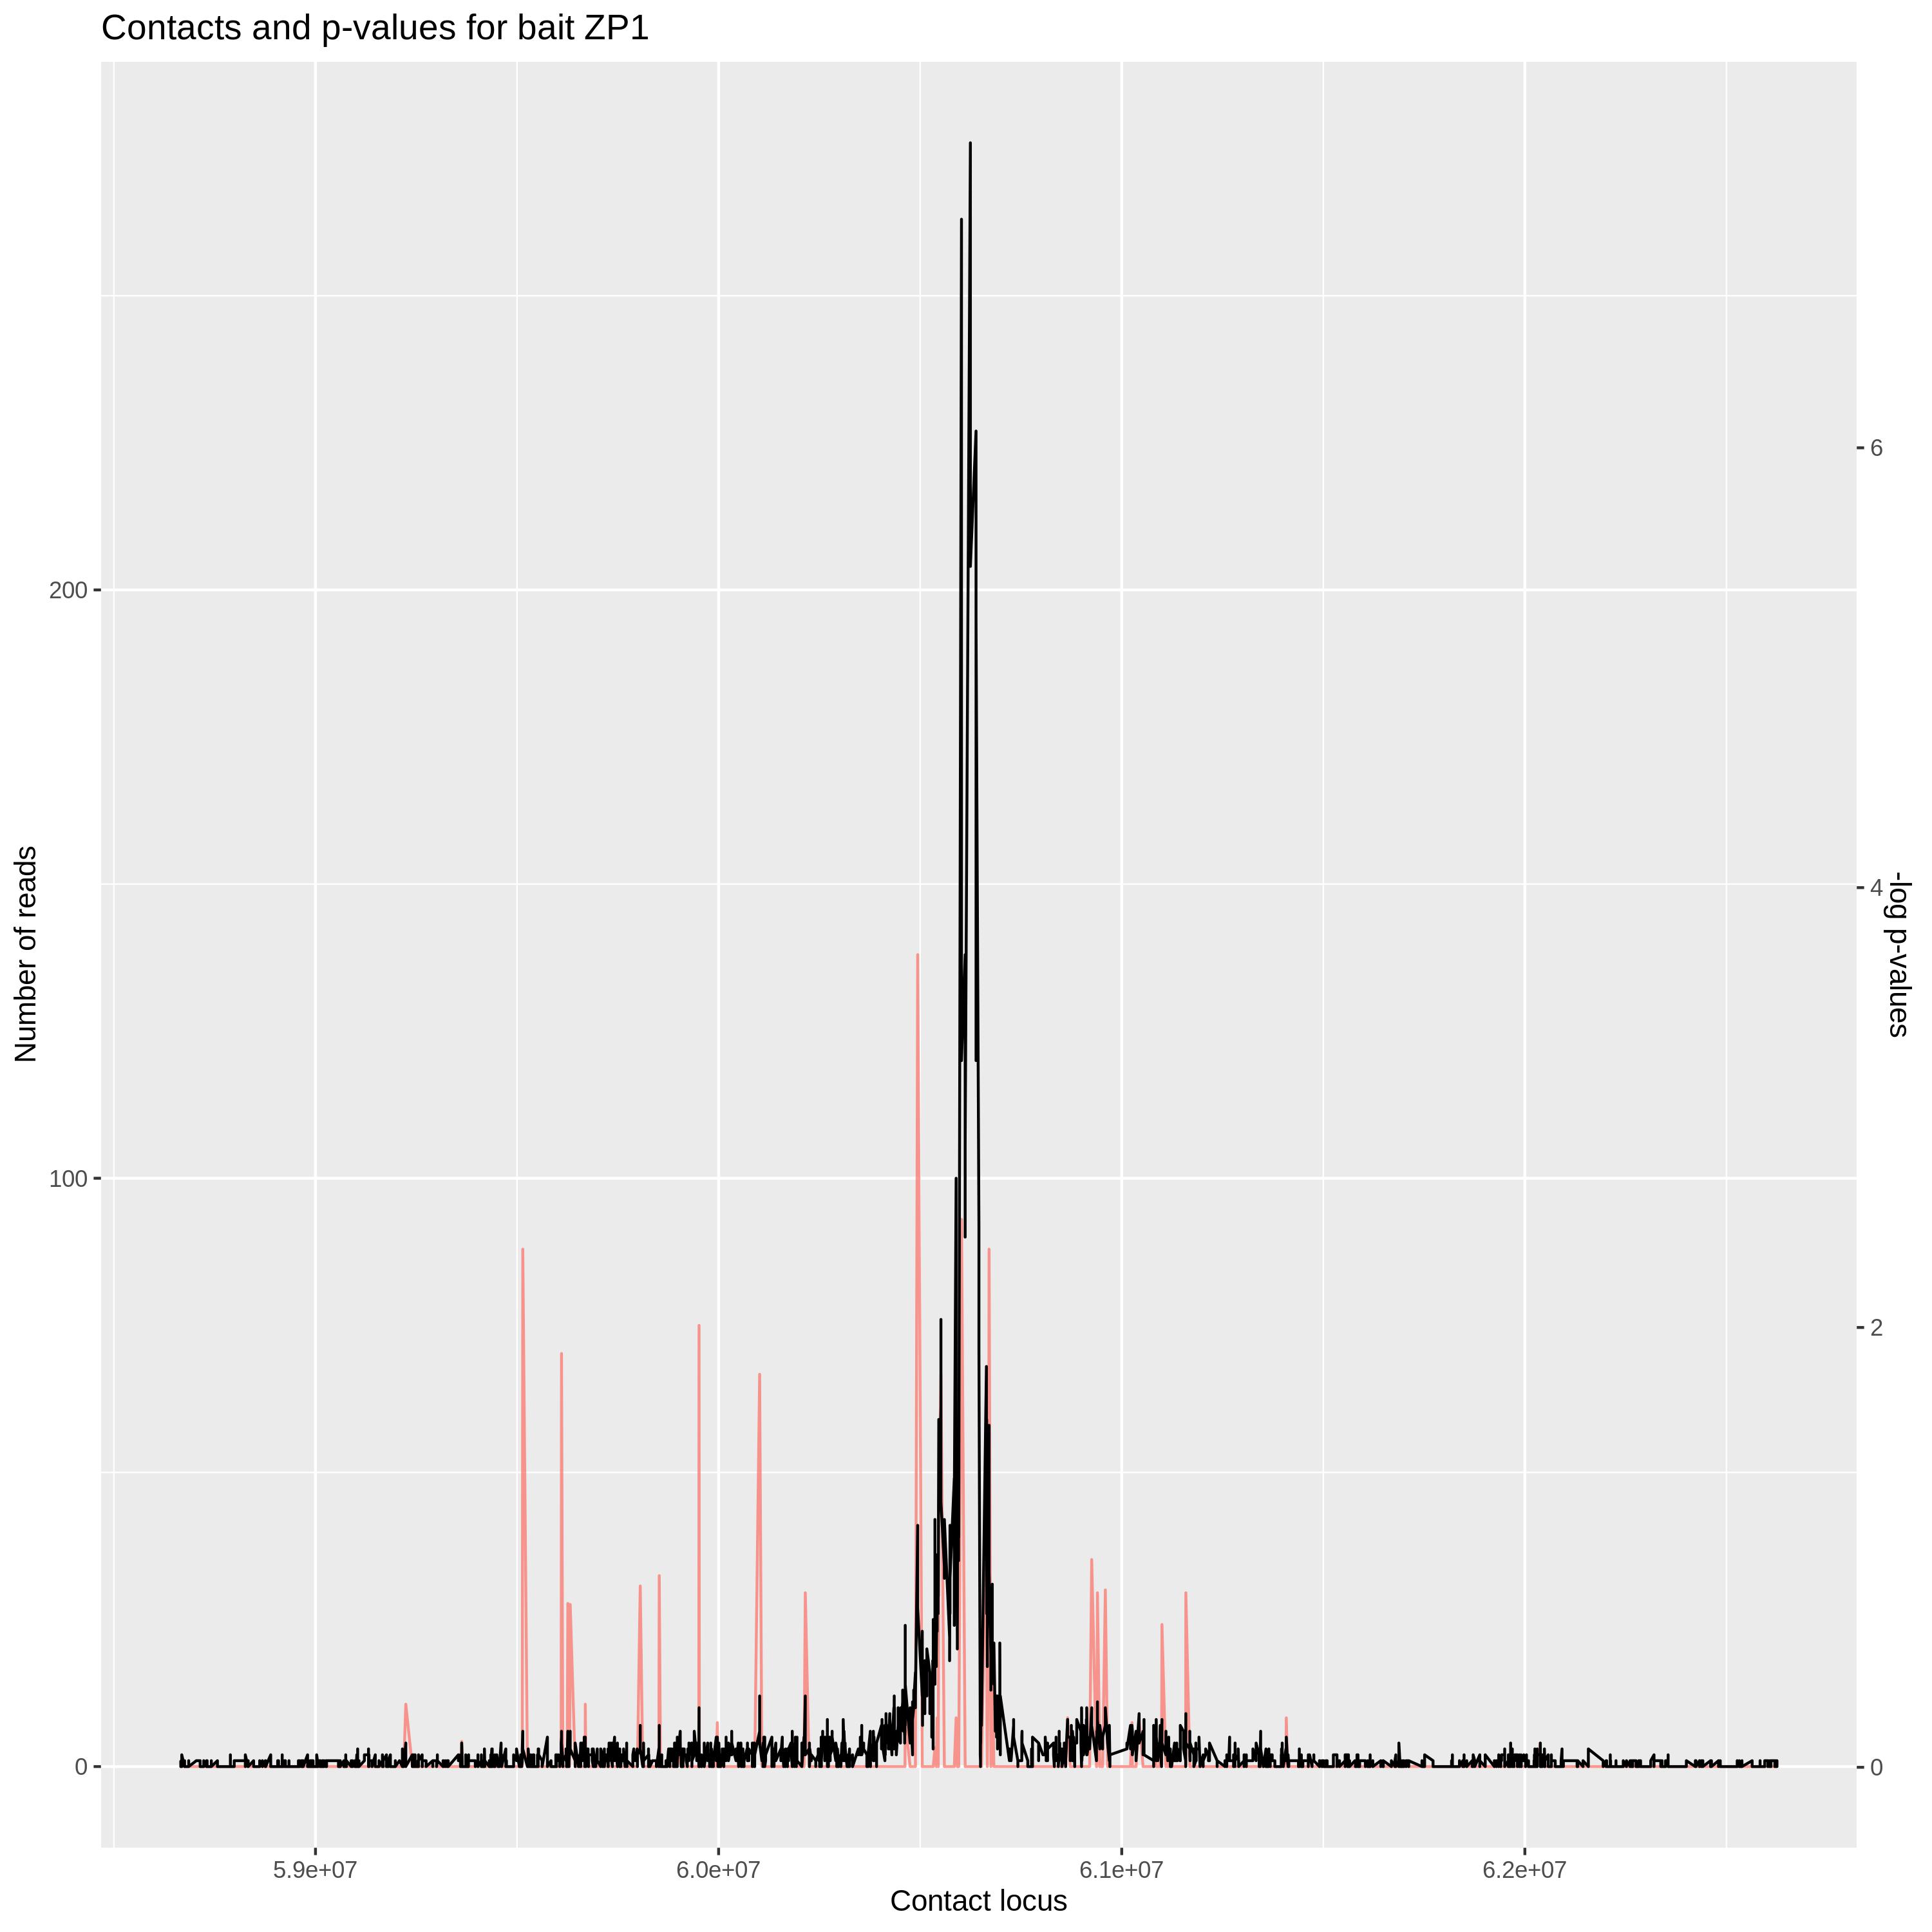 Contacts and p-values for bait ZP1
Number of reads
200
100
0
6
4
2
0
-log p-values
5.9e+07 6.0e+07 6.1e+07 6.2e+07
Contact locus